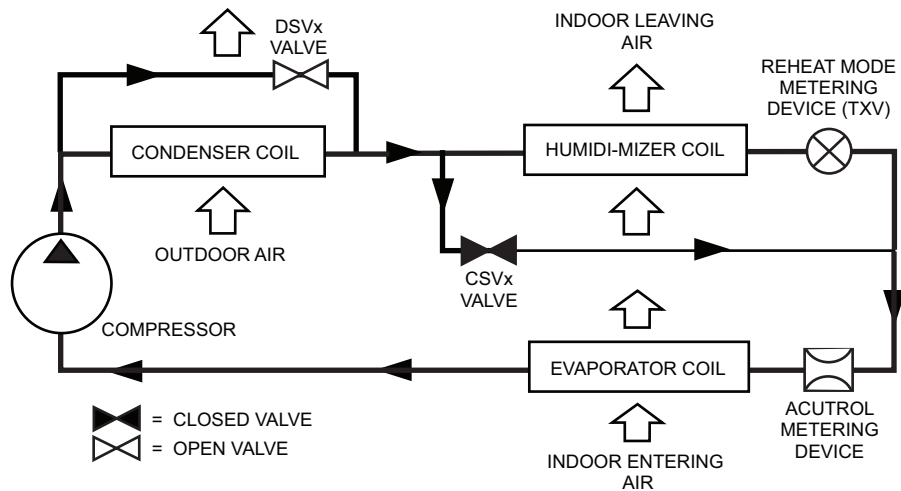 DSVx
VALVE
INDOOR LEAVING
AIR
REHEAT MODE
METERING
DEVICE (TXV)
CONDENSER COIL
HUMIDI-MIZER COIL
OUTDOOR AIR
CSVx
VALVE
COMPRESSOR
EVAPORATOR COIL
= CLOSED VALVE
= OPEN VALVE
ACUTROL
METERING
DEVICE
INDOOR ENTERING
AIR